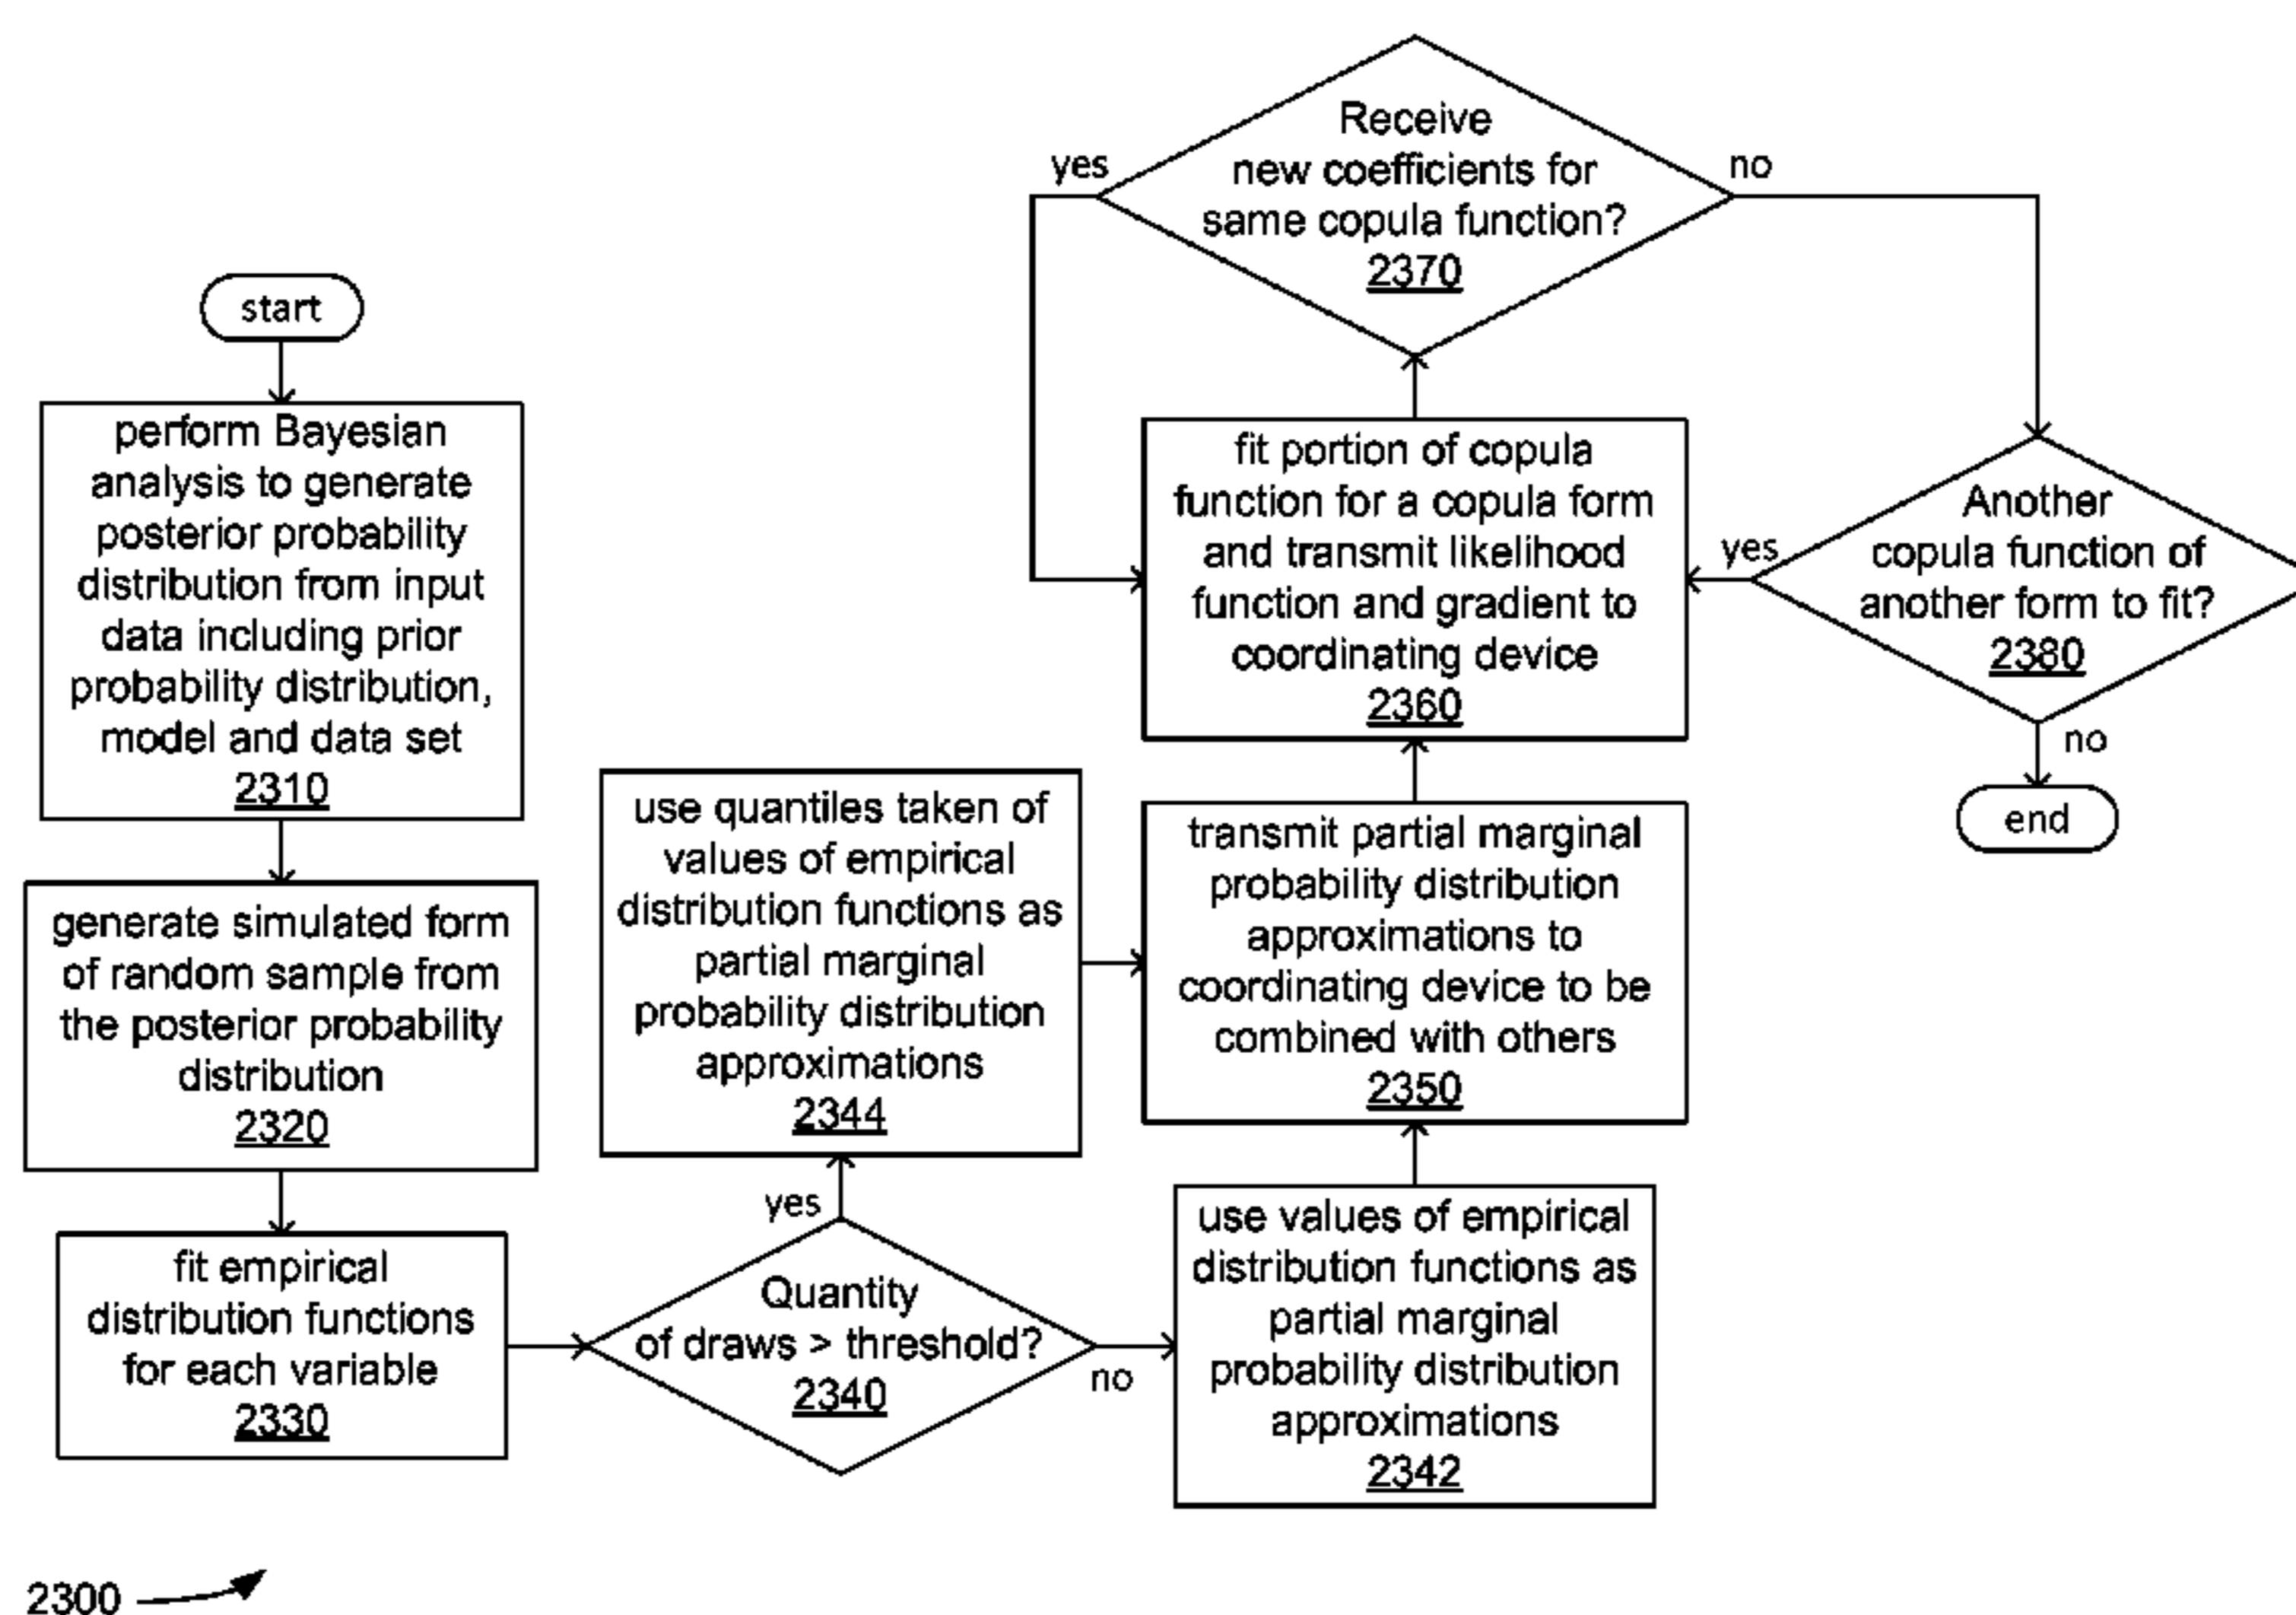 start
perform Bayesian
analysis to generate
posterior probability
distribution from input
data including prior
probability distribution,
model and data set
2310
generate simulated form
of random sample from
the posterior probability
distribution
2320
fit empirical
distribution functions
for each variable
2330
Quantity
of draws > threshold?
2340
yes
no
use quantiles taken of
values of empirical
distribution functions as
partial marginal
probability distribution
approximations
2344
use values of empirical
distribution functions as
partial marginal
probability distribution
approximations
2342
transmit partial marginal
probability distribution
approximations to
coordinating device to be
combined with others
2350
fit portion of copula
function for a copula form
and transmit likelihood
function and gradient to
coordinating device
2360
Receive
new coefficients for
same copula function?
2370
yes
no
Another
copula function of
another form to fit?
2380
yes
no
end
2300